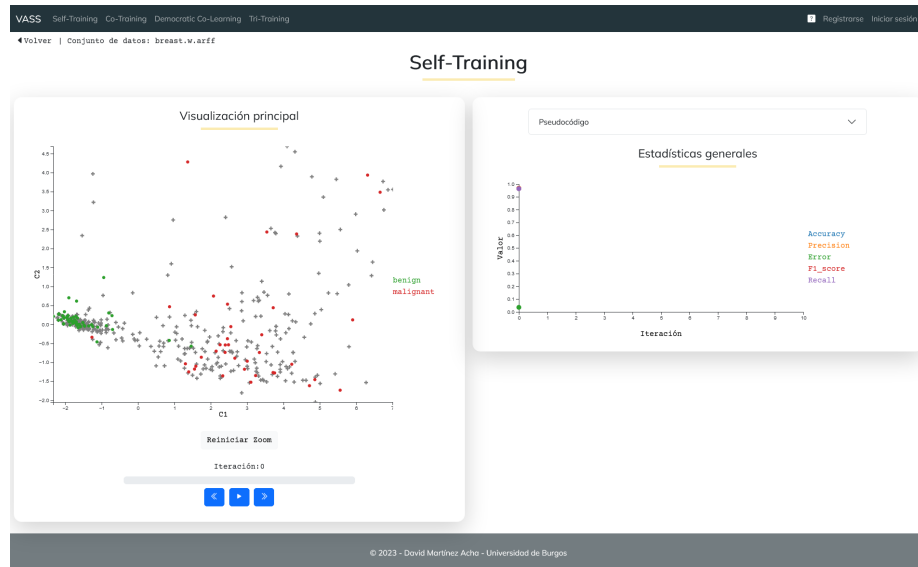 VASS Self-Training Co-Training Democratic Co-Learning Tri-Training ? Registrarse Iniciar sesión
Volver | Conjunto de datos: breast.w.arff
Self-Training
Visualización principal
4.5
4.0
3.5
3.0
2.5
2.0
1.5
1.0
0.5
0.0
-0.5
-1.0
-1.5
-2.0
C2
-2 -1 0 1 2 3 4 5 6 7
C1
benign
malignant
Reiniciar Zoom
Iteración:0
Pseudocódigo
Estadísticas generales
1.0
0.9
0.8
0.7
0.6
0.5
0.4
0.3
0.2
0.1
0.0
Valor
0 1 2 3 4 5 6 7 8 9 10
Iteración
Accuracy
Precision
Error
F1_score
Recall
© 2023 - David Martínez Acha - Universidad de Burgos